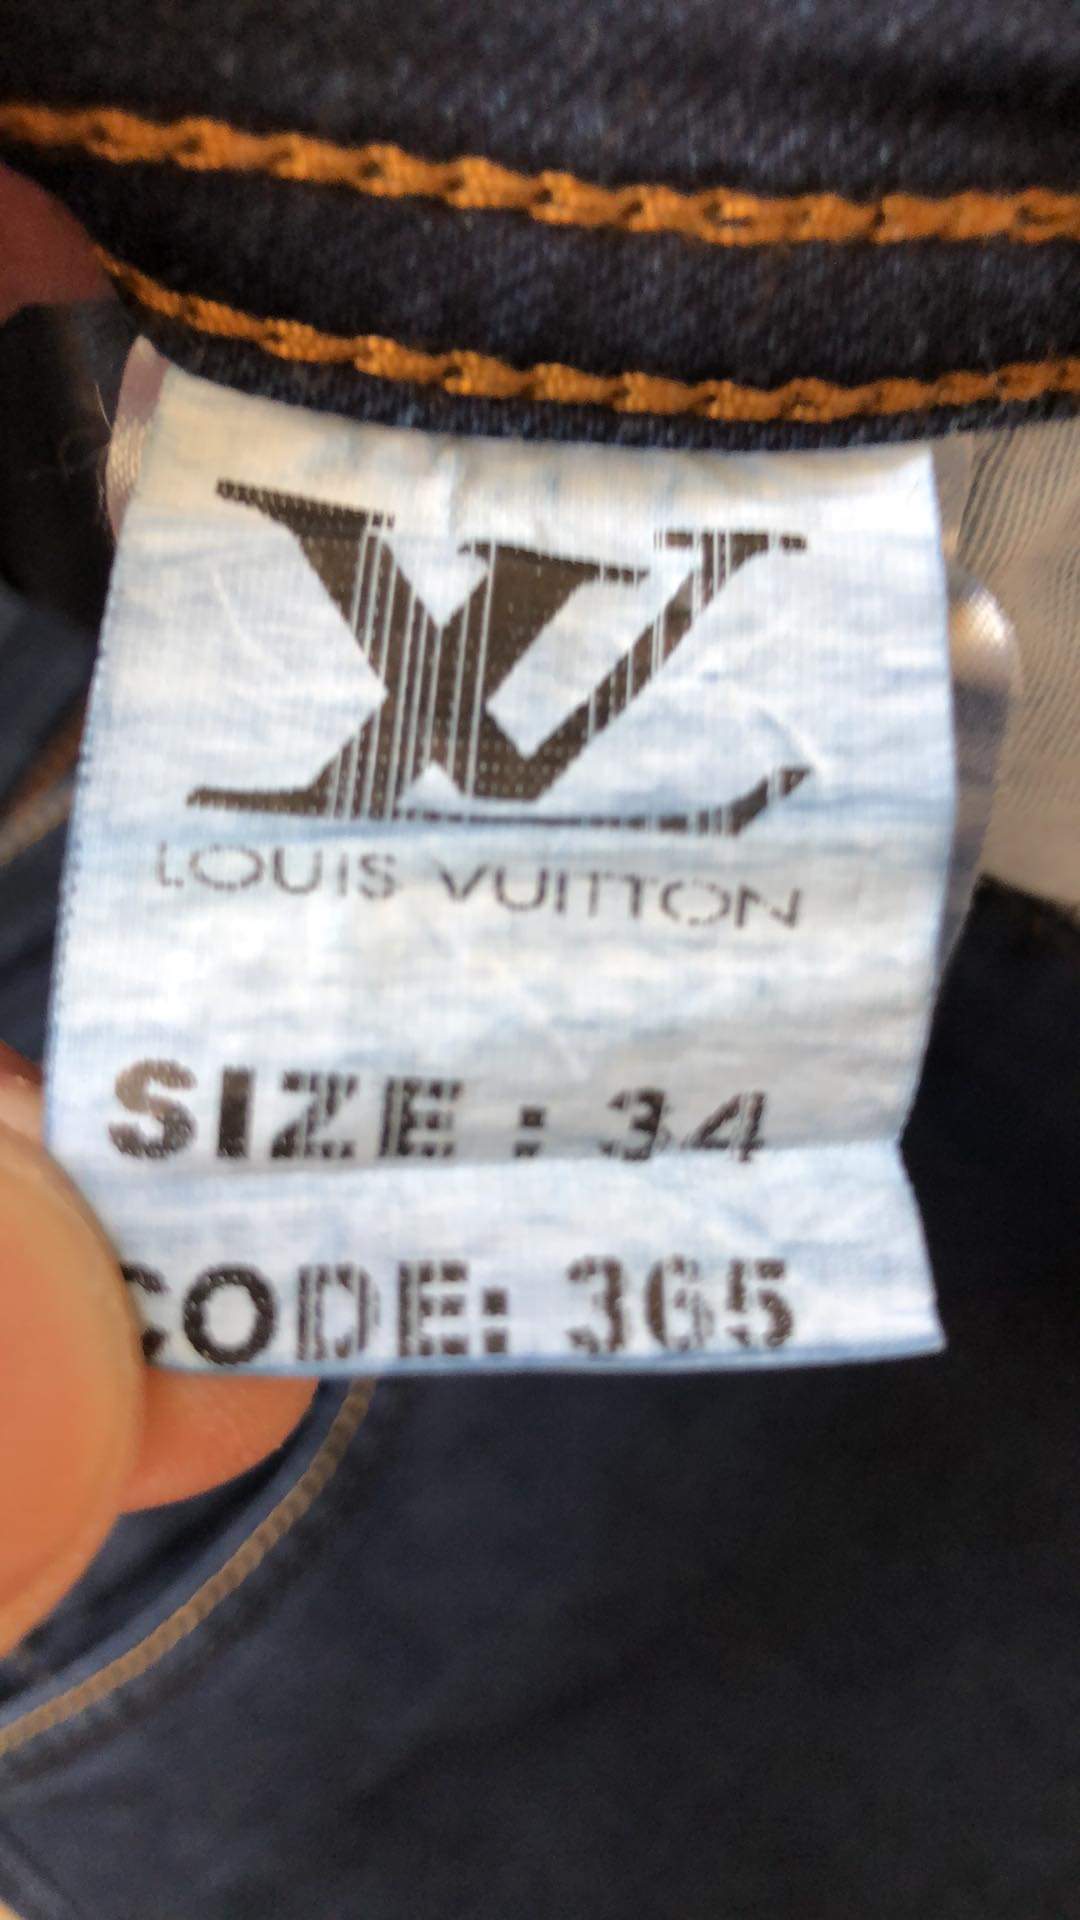 LV
LOUIS VUITTON
SIZE : 34
CODE: 365